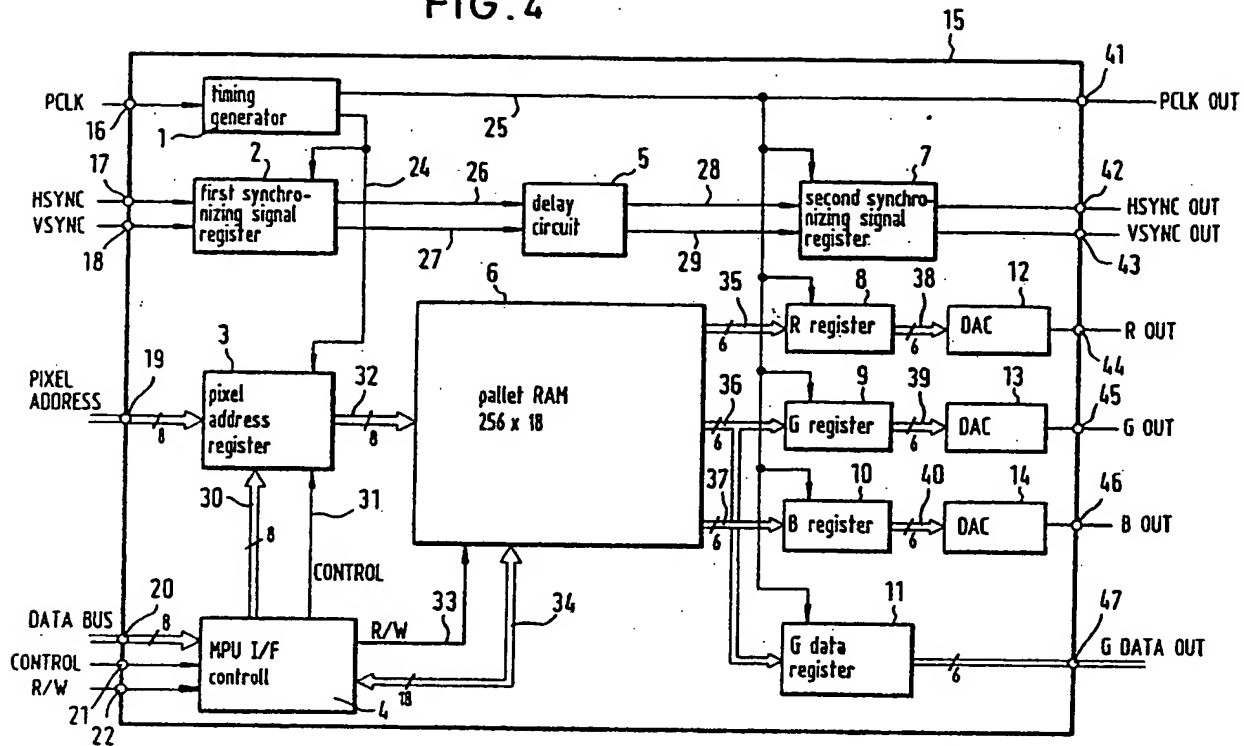 FIG. 4
15
41
PCLK
16
timing
generator
1
25
PCLK OUT
17
HSYNC
VSYNC
18
2
first synchro-
nizing signal
register
24
26
27
5
delay
circuit
28
29
7
second synchro-
nizing signal
register.
42
HSYNC OUT
VSYNC OUT
43
6
pallet RAM
256 x 18
35
6
8
R register
38
6
12
DAC
R OUT
44
PIXEL
ADDRESS
19
8
3
pixel
address
register
32
8
36
6
9
G register
39
6
13
DAC
45
G OUT
37
6
10
B register
40
6
14
DAC
46
B OUT
30
8
31
CONTROL
DATA BUS
20
8
CONTROL
21
R/W
22
MPU I/F
controll
4
R/W
33
34
18
11
G data
register
6
47
G DATA OUT